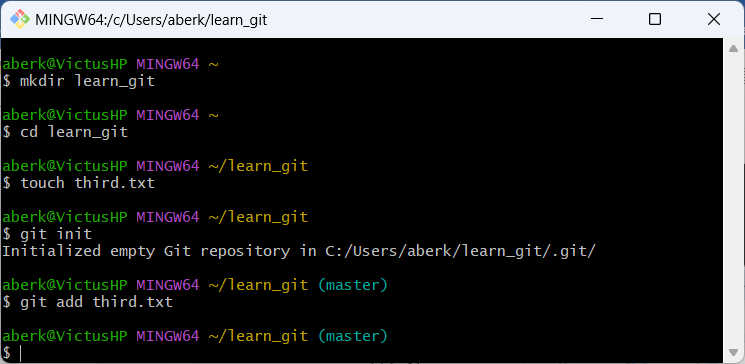 MINGW64:/c/Users/aberk/learn_git
aberk@VictusHP MINGW64 ~
$ mkdir learn_git
aberk@VictusHP MINGW64 ~
$ cd learn_git
aberk@VictusHP MINGW64 ~/learn_git
$ touch third.txt
aberk@VictusHP MINGW64 ~/learn_git
$ git init
Initialized empty Git repository in C:/Users/aberk/learn_git/.git/
aberk@VictusHP MINGW64 ~/learn_git (master)
$ git add third.txt
aberk@VictusHP MINGW64 ~/learn_git (master)
$